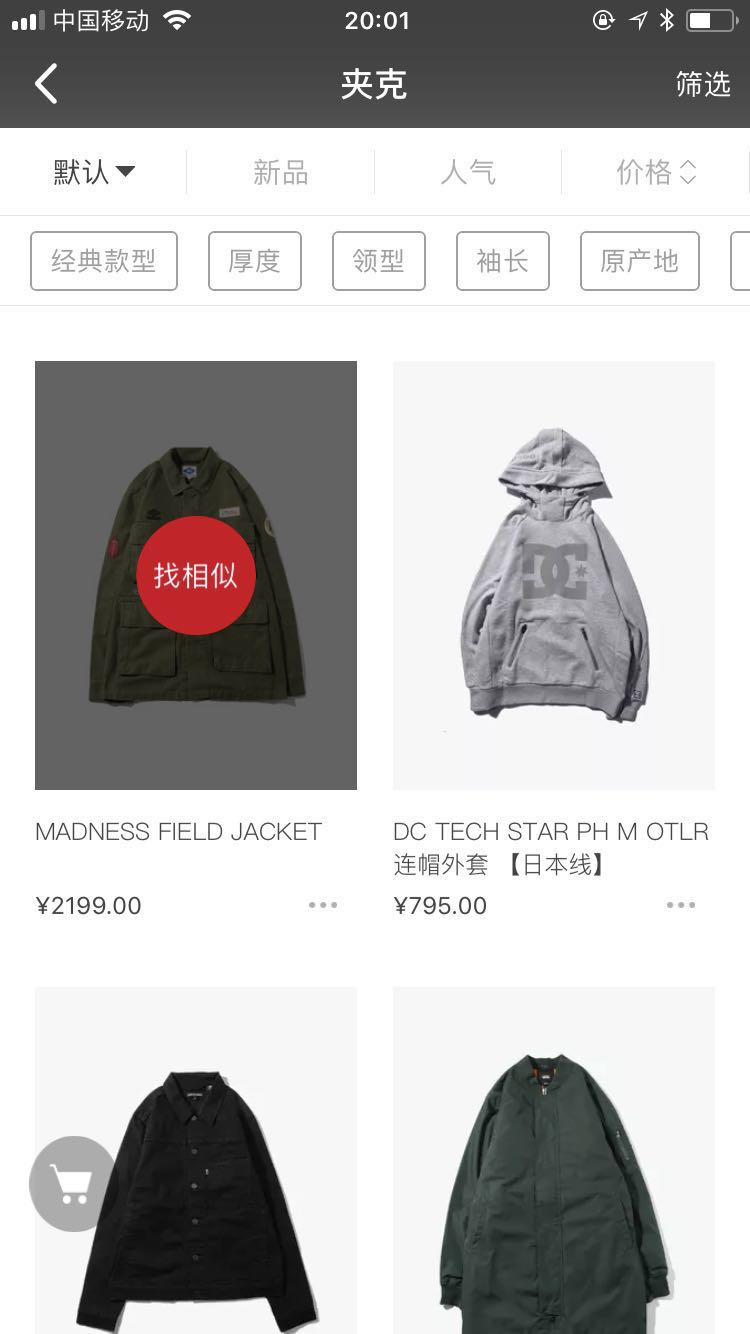 中国移动
20:01
夹克
筛选
默认
新品
人气
价格
经典款型
厚度
领型
袖长
原产地
找相似
DC
MADNESS FIELD JACKET
¥2199.00
DC TECH STAR PH M OTLR
连帽外套 【日本线】
¥795.00